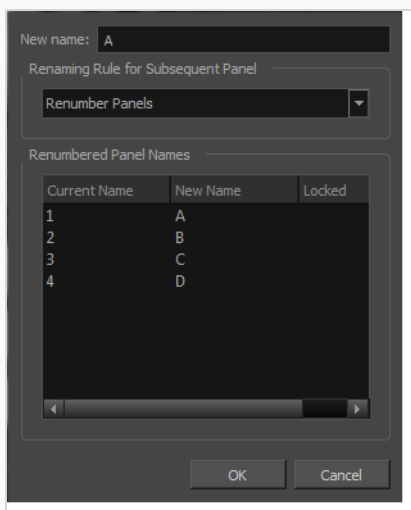 New name: A
Renaming Rule for Subsequent Panel
Renumber Panels
Renumbered Panel Names
Current Name New Name Locked
1 A
2 B
3 C
4 D
OK Cancel